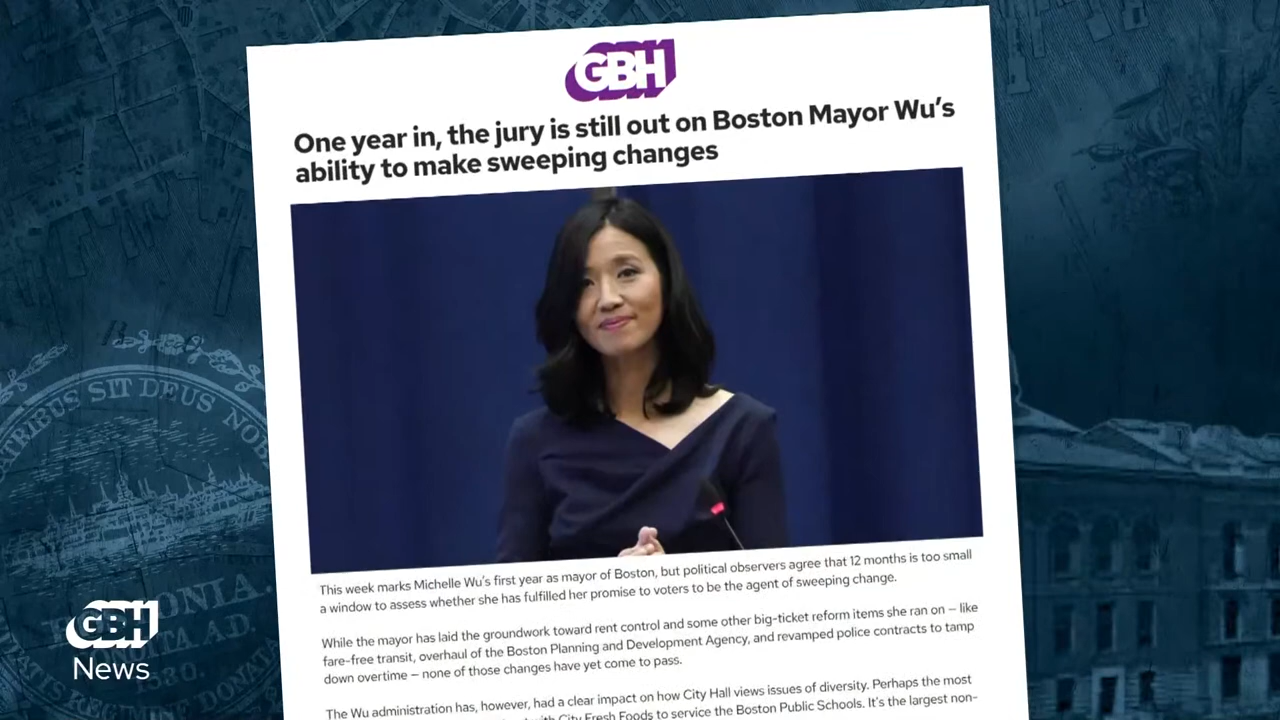 GBH
One year in, the jury is still out on Boston Mayor Wu's
ability to make sweeping changes
This week marks Michelle Wu's first year as mayor of Boston, but political observers agree that 12 months is too small
a window to assess whether she has fulfilled her promise to voters to be the agent of sweeping change.
While the mayor has laid the groundwork toward rent control and some other big-ticket reform items she ran on — like
fare-free transit, overhaul of the Boston Planning and Development Agency, and revamped police contracts to tamp
down overtime — none of those changes have yet come to pass.
The Wu administration has, however, had a clear impact on how City Hall views issues of diversity. Perhaps the most
with City Fresh Foods to service the Boston Public Schools. It's the largest non-
SIT DEUS
BOSTONIA
AD.
1630.
GBH
News